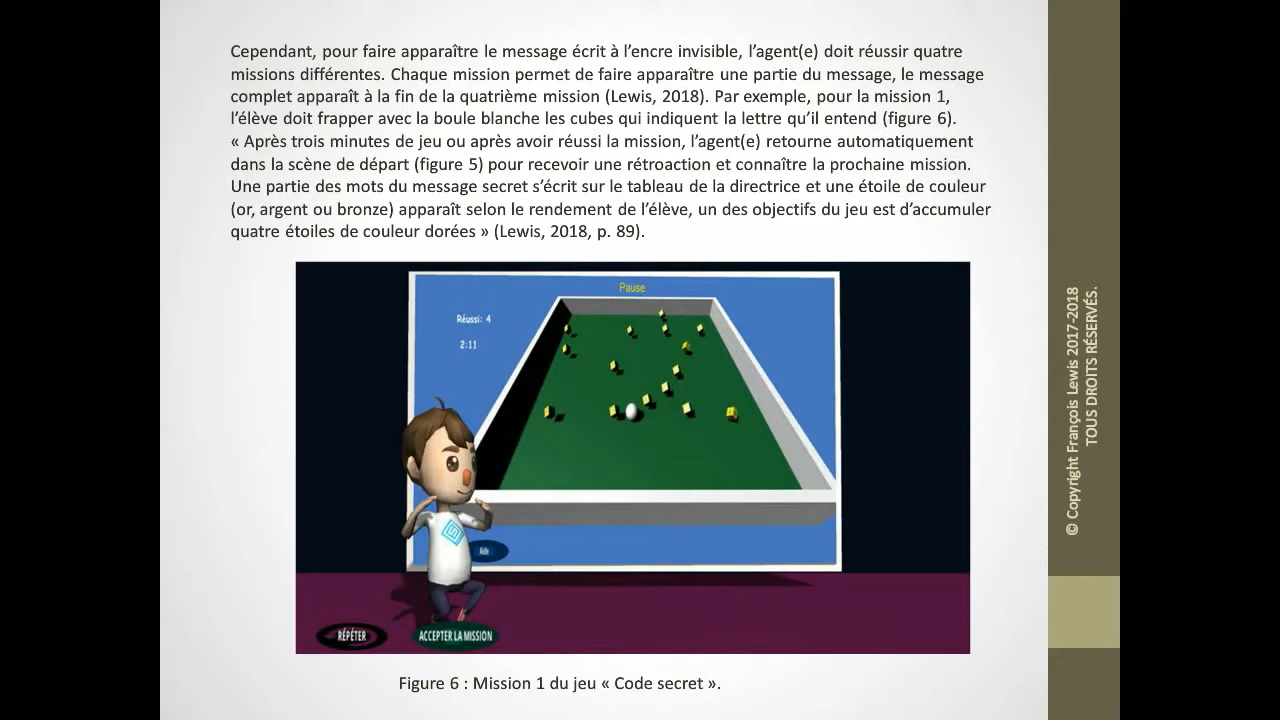 Cependant, pour faire apparaître le message écrit à l’encre invisible, l’agent(e) doit réussir quatre
missions différentes. Chaque mission permet de faire apparaître une partie du message, le message
complet apparaît à la fin de la quatrième mission (Lewis, 2018). Par exemple, pour la mission 1,
l’élève doit frapper avec la boule blanche les cubes qui indiquent la lettre qu’il entend (figure 6).
« Après trois minutes de jeu ou après avoir réussi la mission, l’agent(e) retourne automatiquement
dans la scène de départ (figure 5) pour recevoir une rétroaction et connaître la prochaine mission.
Une partie des mots du message secret s’écrit sur le tableau de la directrice et une étoile de couleur
(or, argent ou bronze) apparaît selon le rendement de l’élève, un des objectifs du jeu est d’accumuler
quatre étoiles de couleur dorées » (Lewis, 2018, p. 89).
Pause
Réussi: 4
2:11
Aide
RÉPÉTER
ACCEPTER LA MISSION
Figure 6 : Mission 1 du jeu « Code secret ».
© Copyright François Lewis 2017-2018
TOUS DROITS RÉSERVÉS.